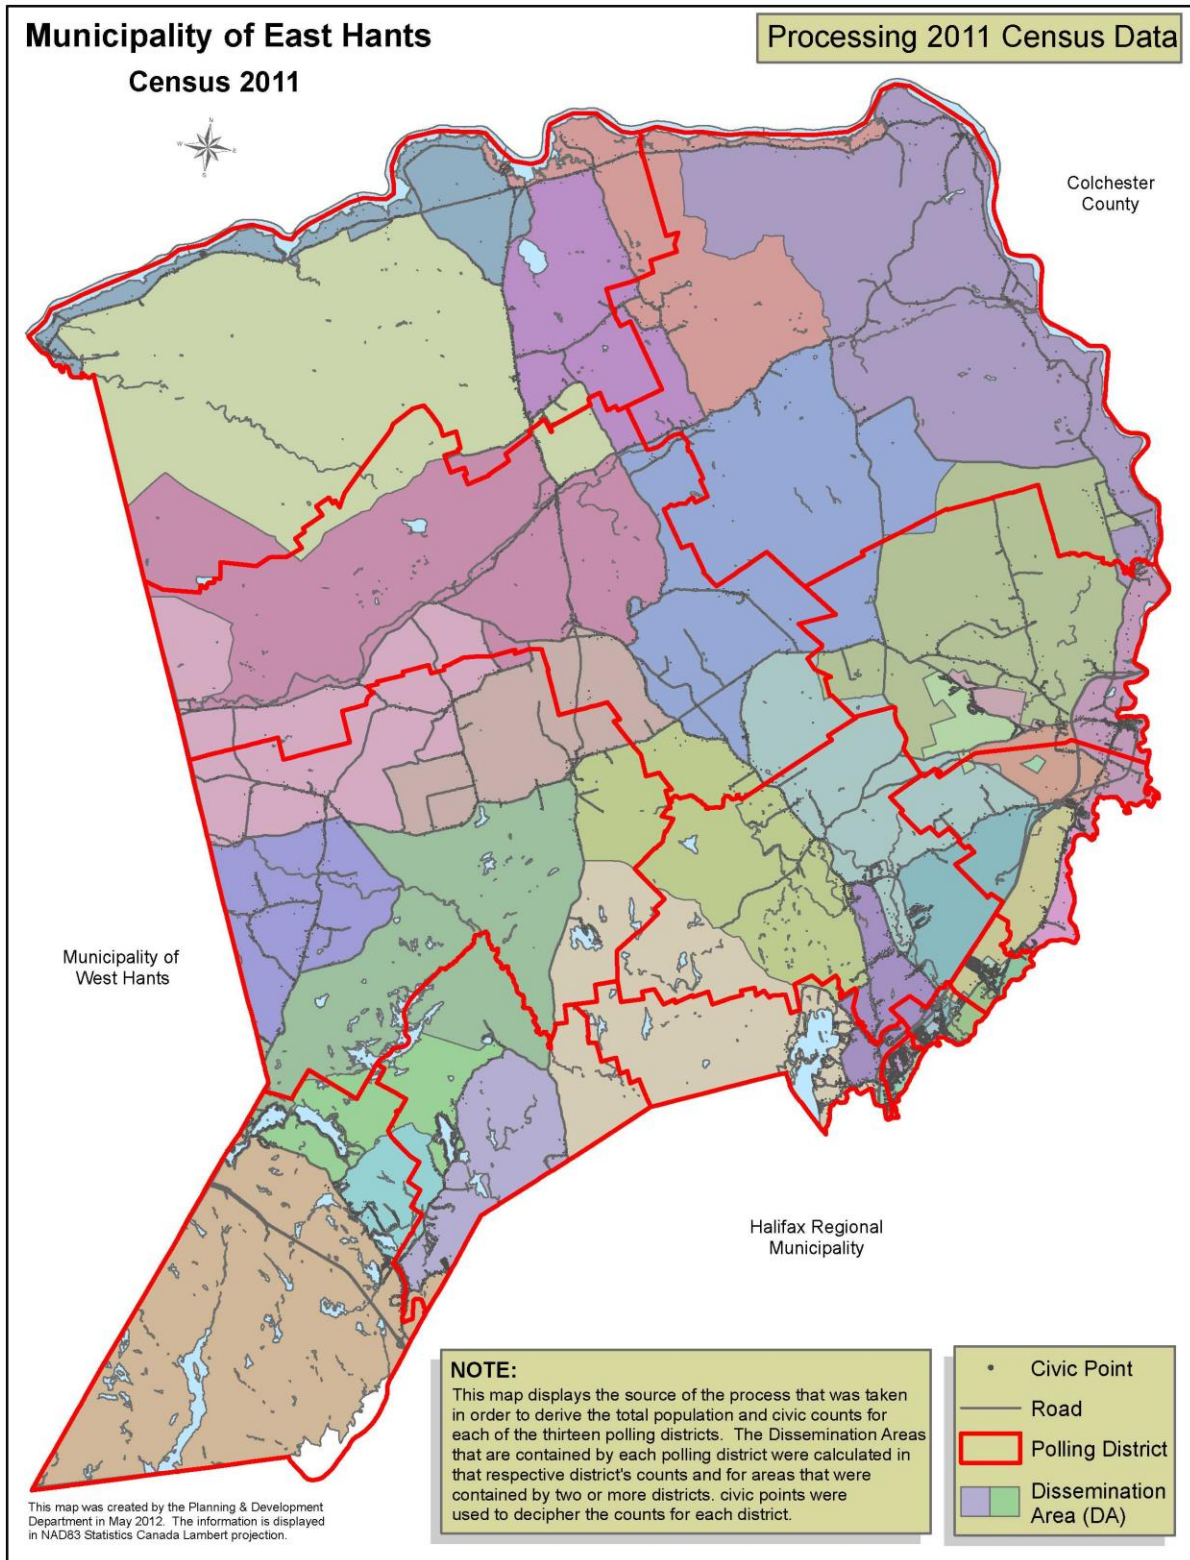 Municipality of East Hants
Census 2011
Processing 2011 Census Data
N
W
E
S
Colchester
County
Municipality of
West Hants
Halifax Regional
Municipality
NOTE:
This map displays the source of the process that was taken
in order to derive the total population and civic counts for
each of the thirteen polling districts. The Dissemination Areas
that are contained by each polling district were calculated in
that respective district's counts and for areas that were
contained by two or more districts. civic points were
used to decipher the counts for each district.
Civic Point
Road
Polling District
Dissemination
Area (DA)
This map was created by the Planning & Development
Department in May 2012. The information is displayed
in NAD83 Statistics Canada Lambert projection.